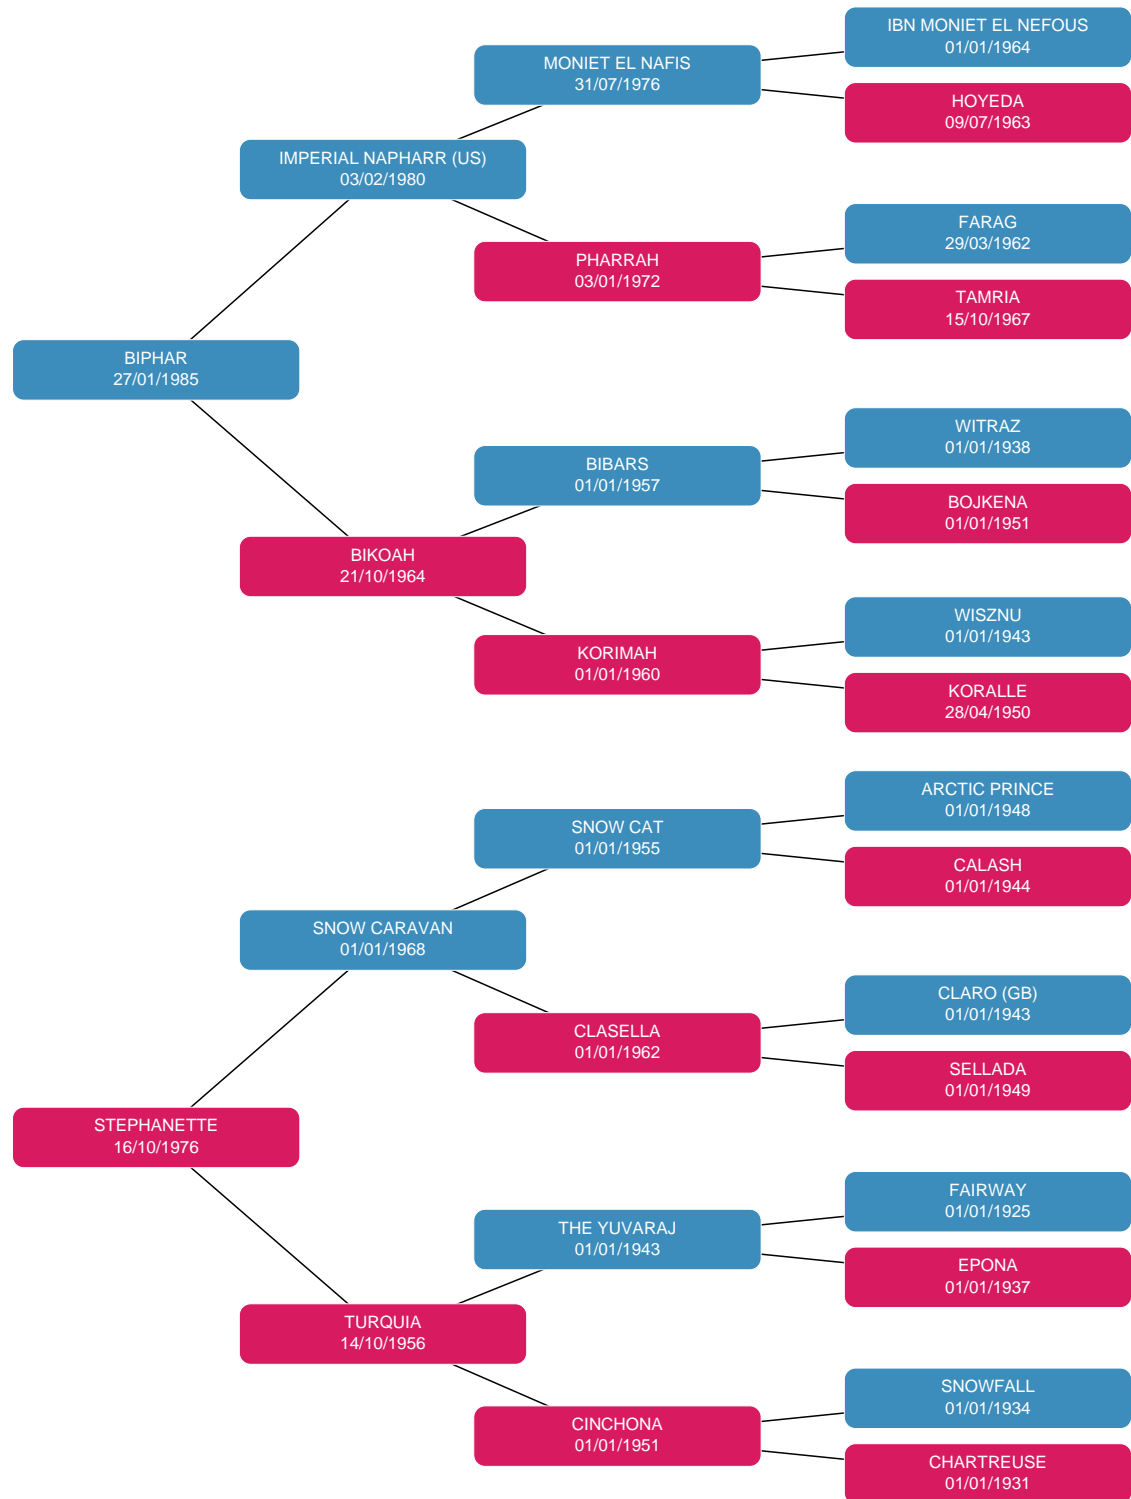 IBN MONIET EL NEFOUS
01/01/1964
MONIET EL NAFIS
31/07/1976
HOYEDA
09/07/1963
IMPERIAL NAPHARR (US)
03/02/1980
FARAG
29/03/1962
PHARRAH
03/01/1972
TAMRIA
15/10/1967
BIPHAR
27/01/1985
WITRAZ
01/01/1938
BIBARS
01/01/1957
BOJKENA
01/01/1951
BIKOAH
21/10/1964
WISZNU
01/01/1943
KORIMAH
01/01/1960
KORALLE
28/04/1950
ARCTIC PRINCE
01/01/1948
SNOW CAT
01/01/1955
CALASH
01/01/1944
SNOW CARAVAN
01/01/1968
CLARO (GB)
01/01/1943
CLASELLA
01/01/1962
SELLADA
01/01/1949
STEPHANETTE
16/10/1976
FAIRWAY
01/01/1925
THE YUVARAJ
01/01/1943
EPONA
01/01/1937
TURQUIA
14/10/1956
SNOWFALL
01/01/1934
CINCHONA
01/01/1951
CHARTREUSE
01/01/1931